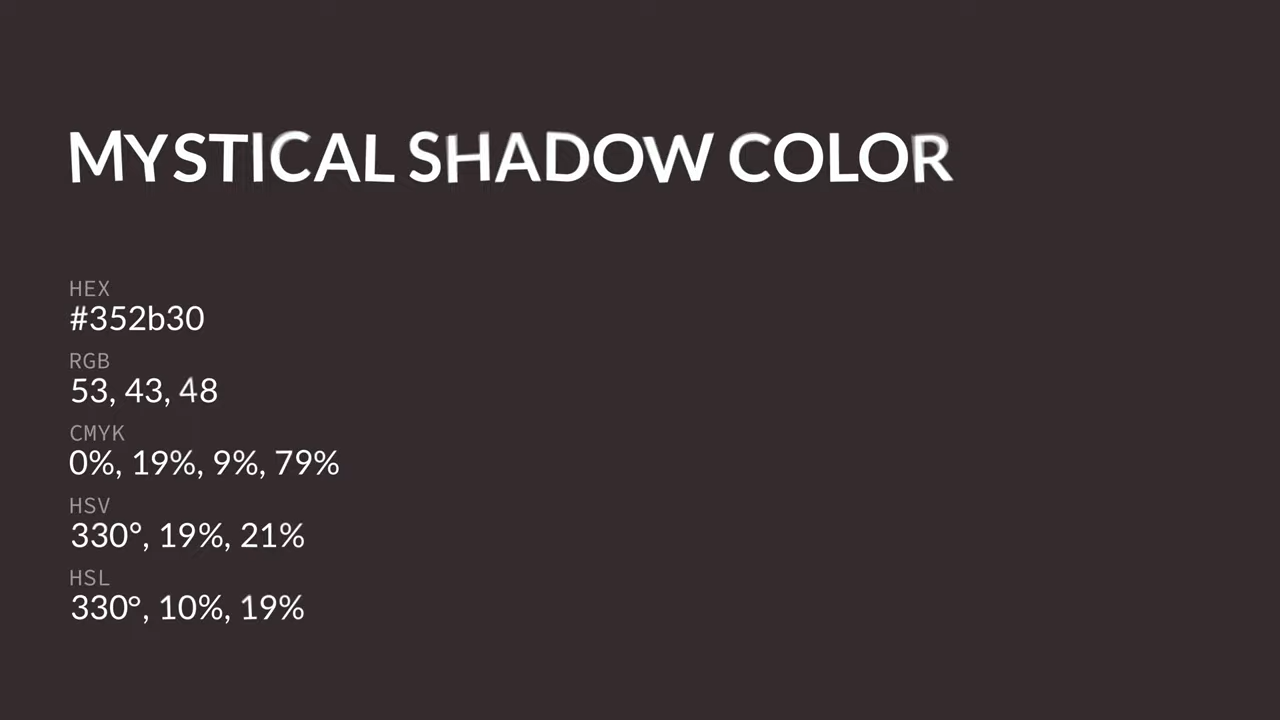 MYSTICAL SHADOW COLOR
HEX
#352b30
RGB
53, 43, 48
CMYK
0%, 19%, 9%, 79%
HSV
330°, 19%, 21%
HSL
330°, 10%, 19%